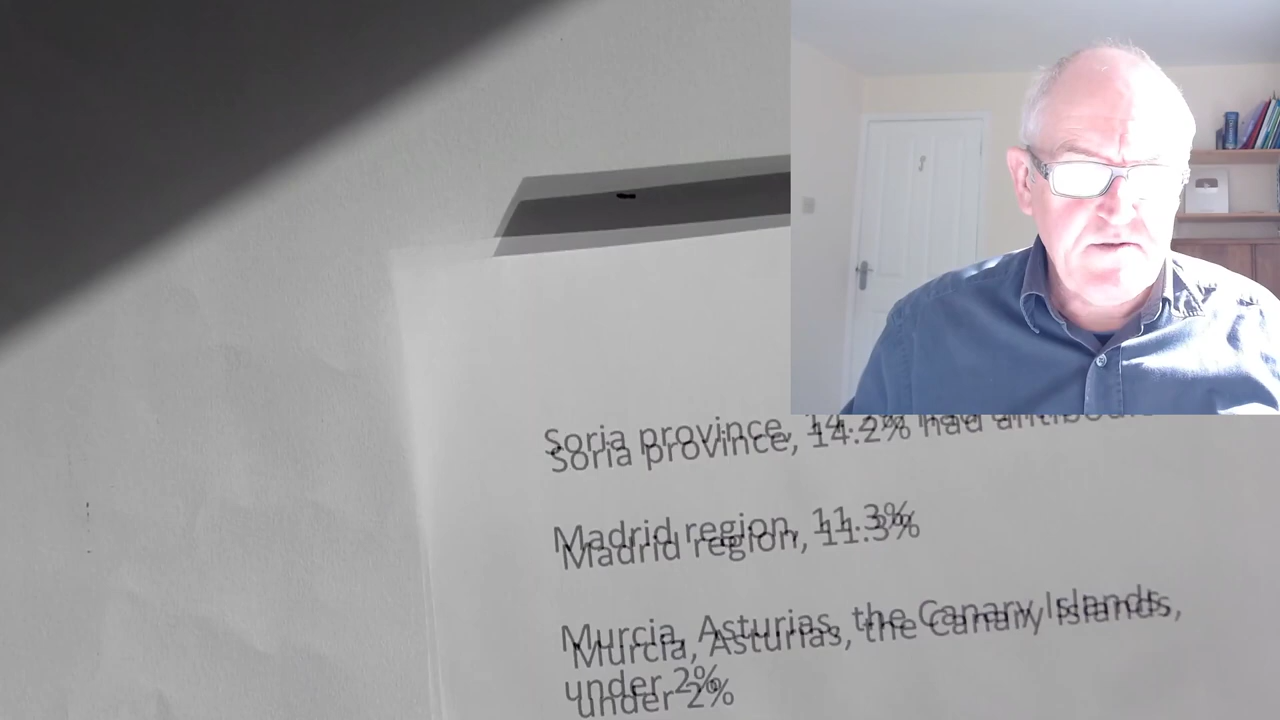 Soria province, 14.2% had
Madrid region, 11.3%
Murcia, Asturias, the Canary Islands,
under 2%